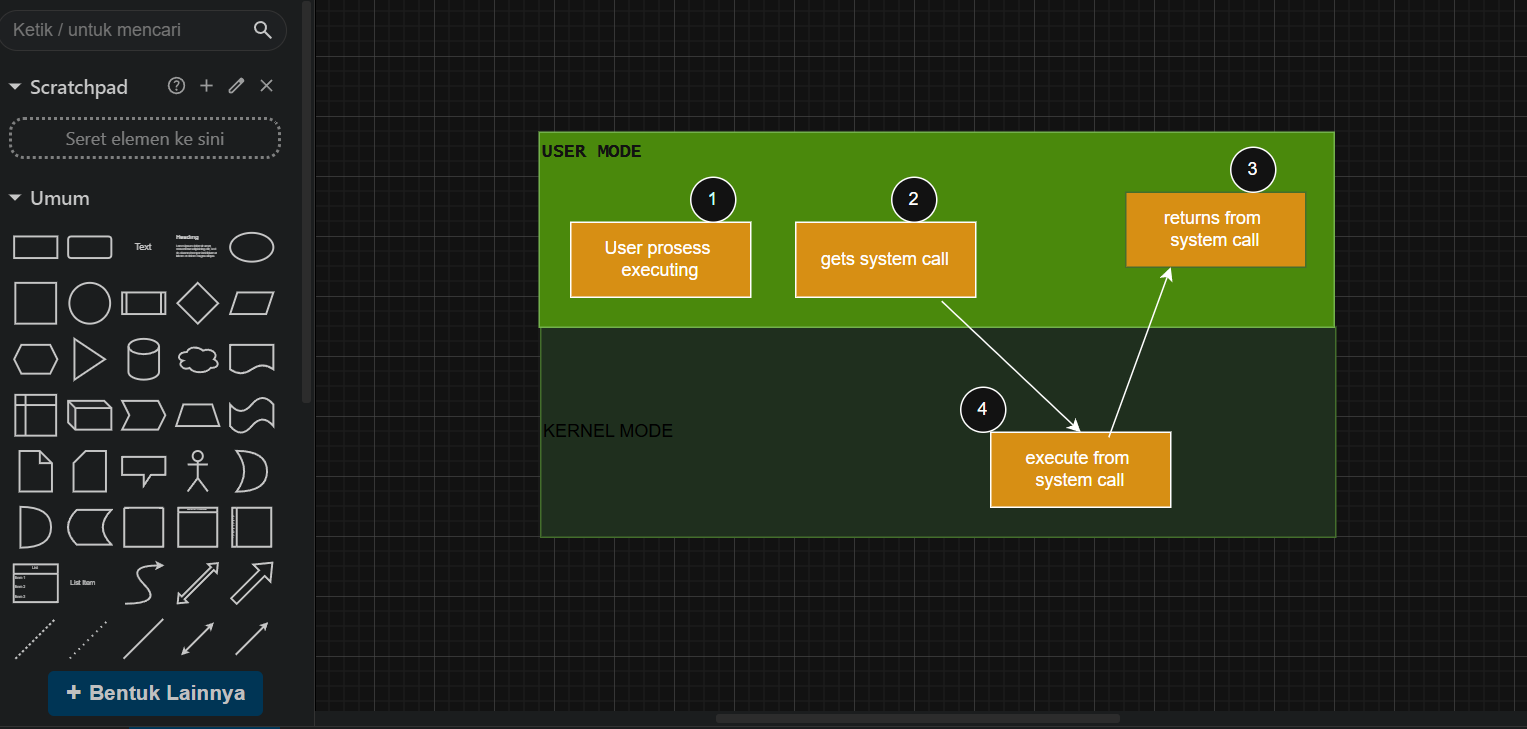 Ketik / untuk mencari
Scratchpad
Seret elemen ke sini
Umum
Text
Heading
List Item
+ Bentuk Lainnya
USER MODE
1
User prosess
executing
2
gets system call
3
returns from
system call
KERNEL MODE
4
execute from
system call